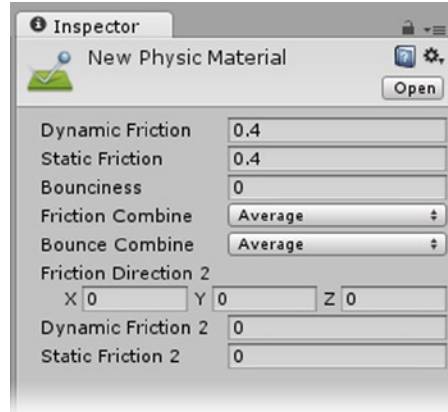 Inspector
New Physic Material
Open
Dynamic Friction 0.4
Static Friction 0.4
Bounciness 0
Friction Combine Average
Bounce Combine Average
Friction Direction 2
X 0 Y 0 Z 0
Dynamic Friction 2 0
Static Friction 2 0